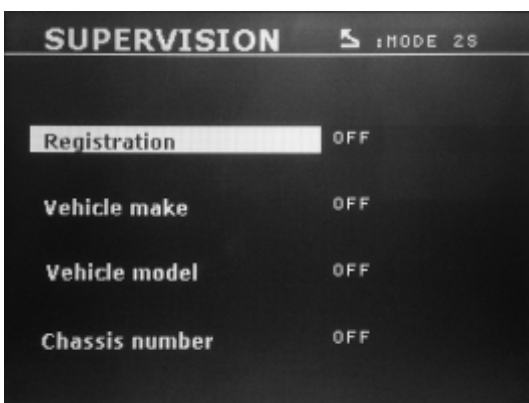 SUPERVISION :MODE 2S
Registration OFF
Vehicle make OFF
Vehicle model OFF
Chassis number OFF